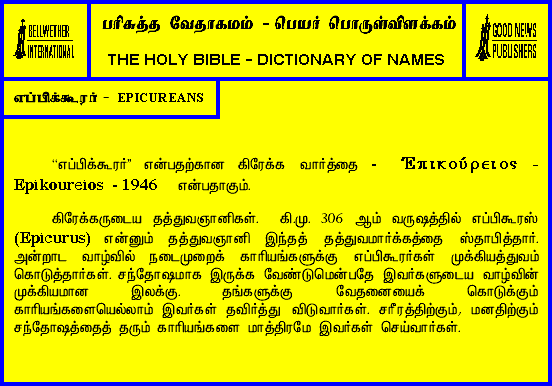 BELLWETHER
INTERNATIONAL
பரிசுத்த வேதாகமம் - பெயர் பொருள்விளக்கம்
THE HOLY BIBLE - DICTIONARY OF NAMES
GOOD NEWS
PUBLISHERS
எப்பிக்கூரர் - EPICUREANS
“எப்பிக்கூரர்” என்பதற்கான கிரேக்க வார்த்தை - Ἐπικούρειος -
Epikoureios - 1946 என்பதாகும்.
கிரேக்கருடைய தத்துவஞானிகள். கி.மு. 306 ஆம் வருஷத்தில் எப்பிகூரஸ்
(Epicurus) என்னும் தத்துவஞானி இந்தத் தத்துவமார்க்கத்தை ஸ்தாபித்தார்.
அன்றாட வாழ்வில் நடைமுறைக் காரியங்களுக்கு எப்பிகூரர்கள் முக்கியத்துவம்
கொடுத்தார்கள். சந்தோஷமாக இருக்க வேண்டுமென்பதே இவர்களுடைய வாழ்வின்
முக்கியமான இலக்கு. தங்களுக்கு வேதனையைக் கொடுக்கும்
காரியங்களையெல்லாம் இவர்கள் தவிர்த்து விடுவார்கள். சரீரத்திற்கும், மனதிற்கும்
சந்தோஷத்தைத் தரும் காரியங்களை மாத்திரமே இவர்கள் செய்வார்கள்.